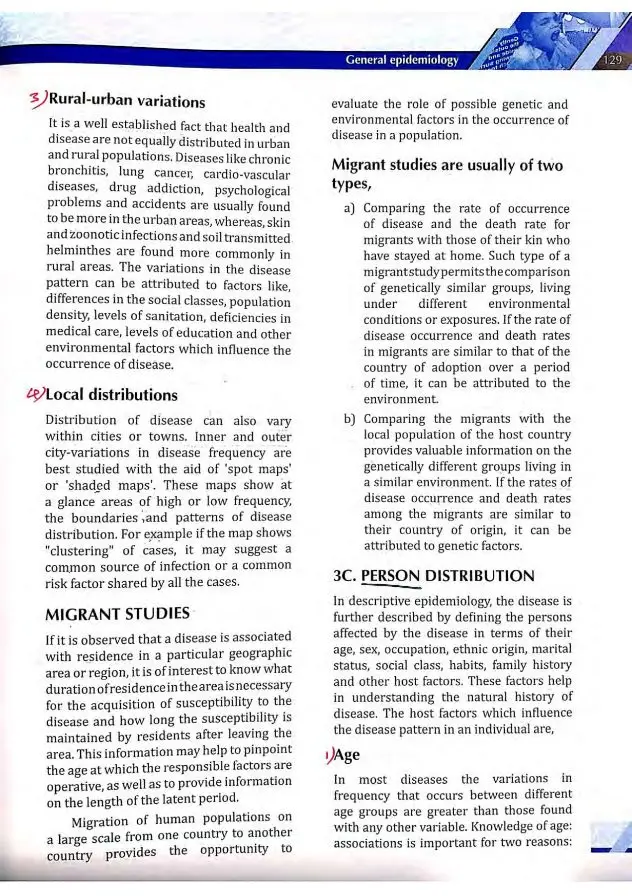 General epidemiology
129
3) Rural-urban variations
It is a well established fact that health and
disease are not equally distributed in urban
and rural populations. Diseases like chronic
bronchitis, lung cancer, cardio-vascular
diseases, drug addiction, psychological
problems and accidents are usually found
to be more in the urban areas, whereas, skin
and zoonotic infections and soil transmitted
helminthes are found more commonly in
rural areas. The variations in the disease
pattern can be attributed to factors like,
differences in the social classes, population
density, levels of sanitation, deficiencies in
medical care, levels of education and other
environmental factors which influence the
occurrence of disease.
Local distributions
Distribution of disease can also vary
within cities or towns. Inner and outer
city-variations in disease frequency are
best studied with the aid of 'spot maps'
or 'shaded maps'. These maps show at
a glance areas of high or low frequency,
the boundaries and patterns of disease
distribution. For example if the map shows
"clustering" of cases, it may suggest a
common source of infection or a common
risk factor shared by all the cases.
MIGRANT STUDIES
If it is observed that a disease is associated
with residence in a particular geographic
area or region, it is of interest to know what
duration of residence in the area is necessary
for the acquisition of susceptibility to the
disease and how long the susceptibility is
maintained by residents after leaving the
area. This information may help to pinpoint
the age at which the responsible factors are
operative, as well as to provide information
on the length of the latent period.
Migration of human populations on
a large scale from one country to another
country provides the opportunity to
evaluate the role of possible genetic and
environmental factors in the occurrence of
disease in a population.
Migrant studies are usually of two
types,
a) Comparing the rate of occurrence
of disease and the death rate for
migrants with those of their kin who
have stayed at home. Such type of a
migrant study permits the comparison
of genetically similar groups, living
under different environmental
conditions or exposures. If the rate of
disease occurrence and death rates
in migrants are similar to that of the
country of adoption over a period
of time, it can be attributed to the
environment.
b) Comparing the migrants with the
local population of the host country
provides valuable information on the
genetically different groups living in
a similar environment. If the rates of
disease occurrence and death rates
among the migrants are similar to
their country of origin, it can be
attributed to genetic factors.
3C. PERSON DISTRIBUTION
In descriptive epidemiology, the disease is
further described by defining the persons
affected by the disease in terms of their
age, sex, occupation, ethnic origin, marital
status, social class, habits, family history
and other host factors. These factors help
in understanding the natural history of
disease. The host factors which influence
the disease pattern in an individual are,
1) Age
In most diseases the variations in
frequency that occurs between different
age groups are greater than those found
with any other variable. Knowledge of age:
associations is important for two reasons: